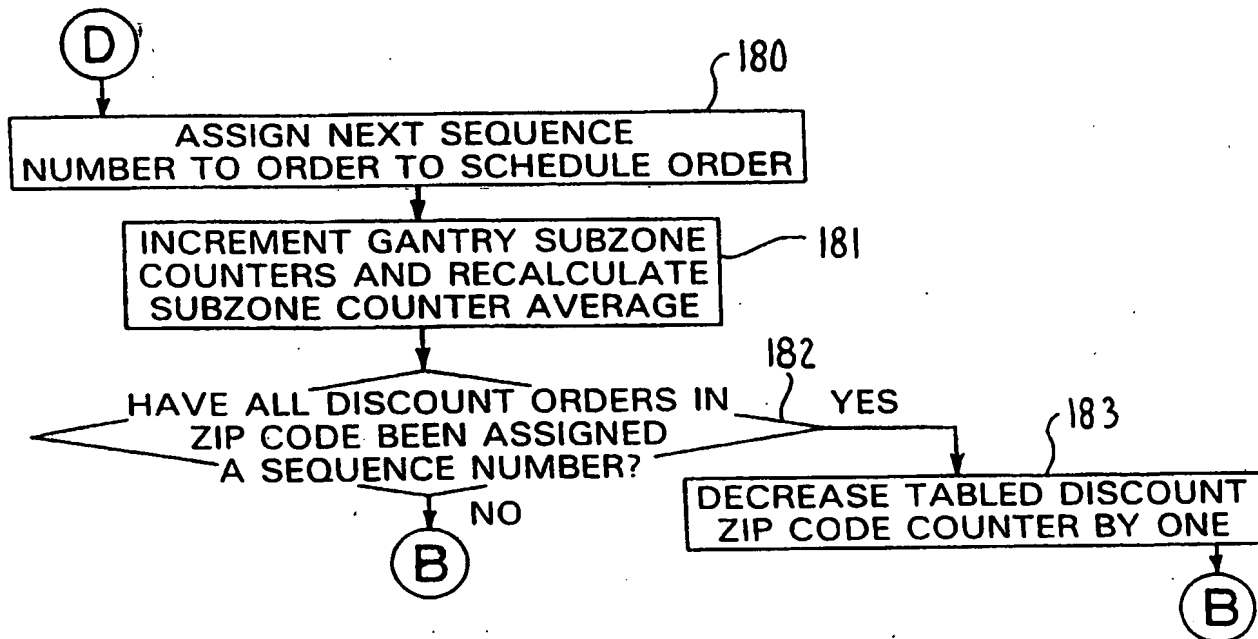 D
180
ASSIGN NEXT SEQUENCE
NUMBER TO ORDER TO SCHEDULE ORDER
INCREMENT GANTRY SUBZONE
COUNTERS AND RECALCULATE
SUBZONE COUNTER AVERAGE
181
182
HAVE ALL DISCOUNT ORDERS IN
ZIP CODE BEEN ASSIGNED
A SEQUENCE NUMBER?
YES
183
DECREASE TABLED DISCOUNT
ZIP CODE COUNTER BY ONE
NO
B
B